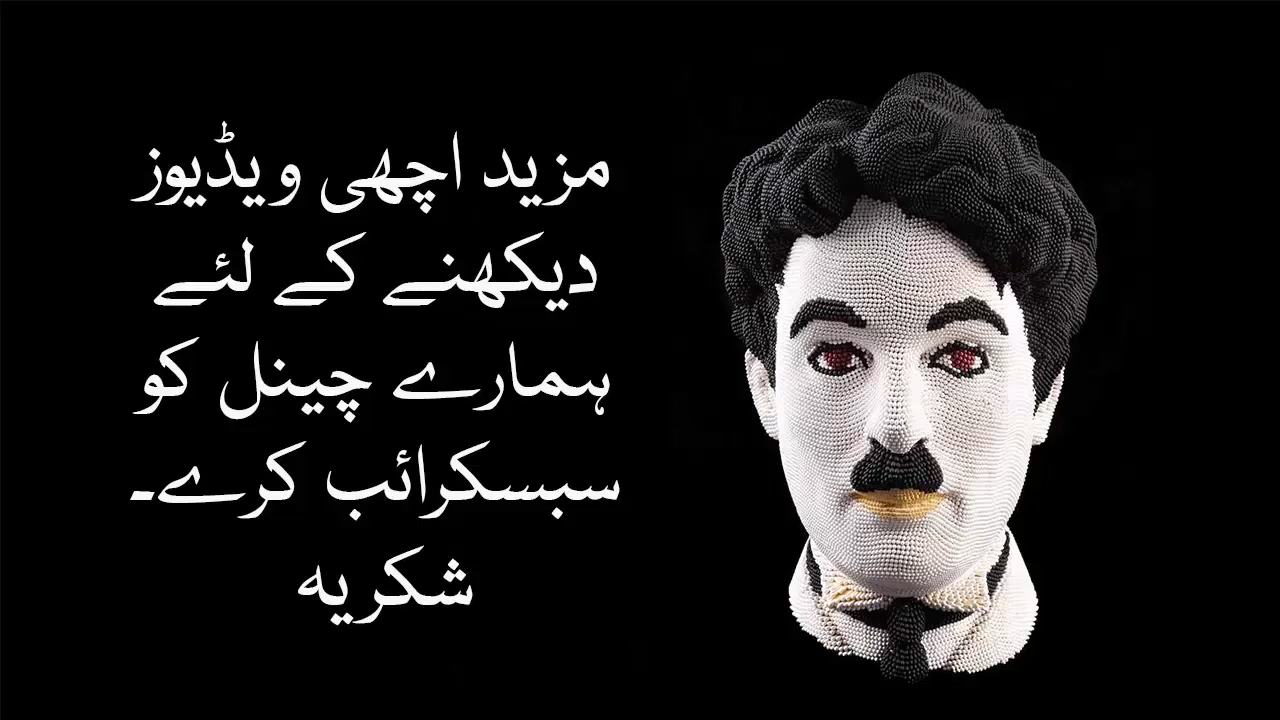 مزید اچھی ویڈیوز
دیکھنے کے لئے
ہمارے چینل کو
سبسکرائب کرے۔
شکریہ